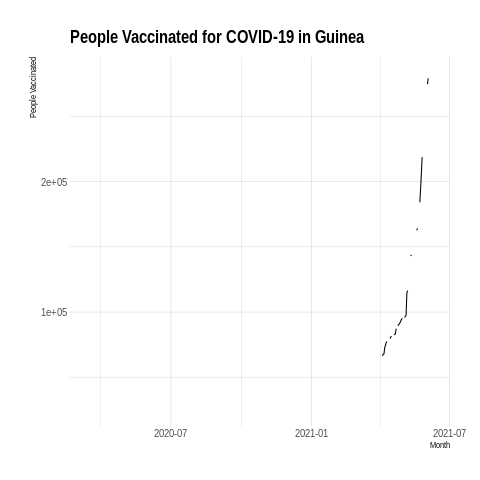 People Vaccinated for COVID-19 in Guinea
People Vaccinated
2e+05
1e+05
2020-07
2021-01
2021-07
Month